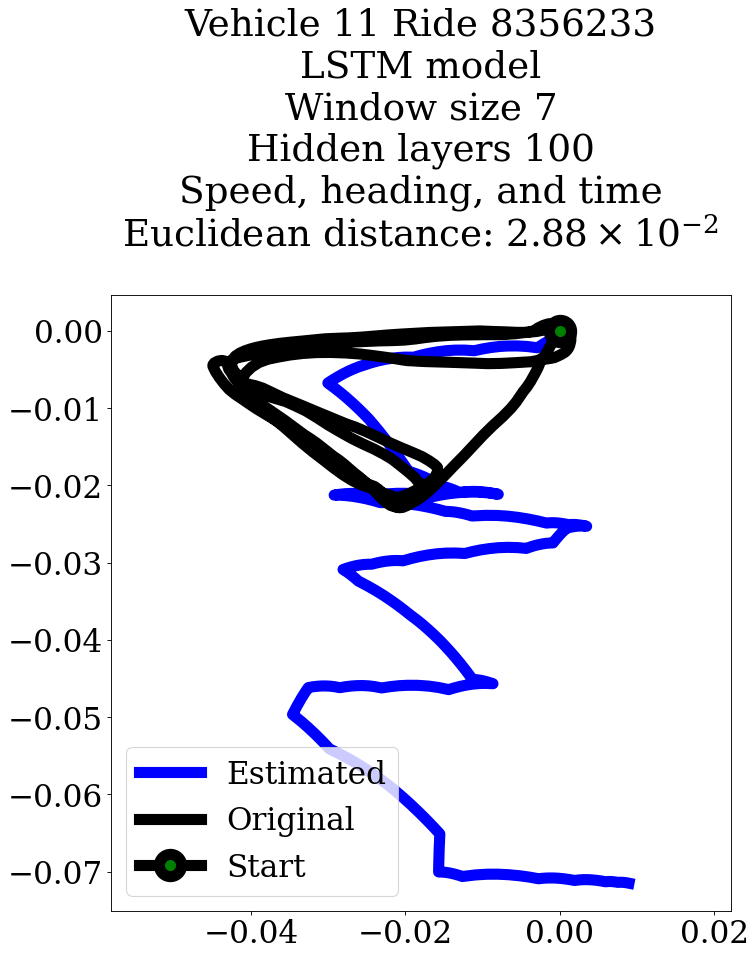 Vehicle 11 Ride 8356233
LSTM model
Window size 7
Hidden layers 100
Speed, heading, and time
Euclidean distance: 2.88 × 10⁻²
0.00
−0.01
−0.02
−0.03
−0.04
−0.05
−0.06
−0.07
Estimated
Original
Start
−0.04 −0.02 0.00 0.02